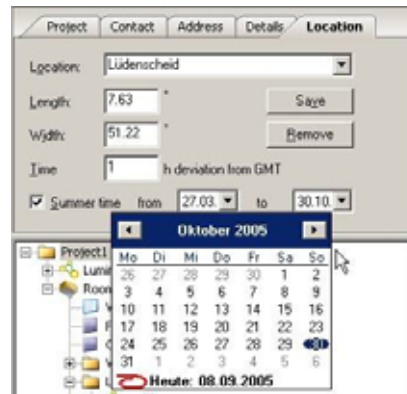 Project Contact Address Details Location
Location: Lüdenscheid
Length: 7.63 ° Save
Width: 51.22 ° Remove
Time 1 h deviation from GMT
Summer time from 27.03. to 30.10.
Oktober 2005
Project1
Mo Di Mi Do Fr Sa So
26 27 28 29 30 1 2
3 4 5 6 7 8 9
10 11 12 13 14 15 16
17 18 19 20 21 22 23
24 25 26 27 28 29 30
31 1 2 3 4 5 6
Heute: 08.09.2005